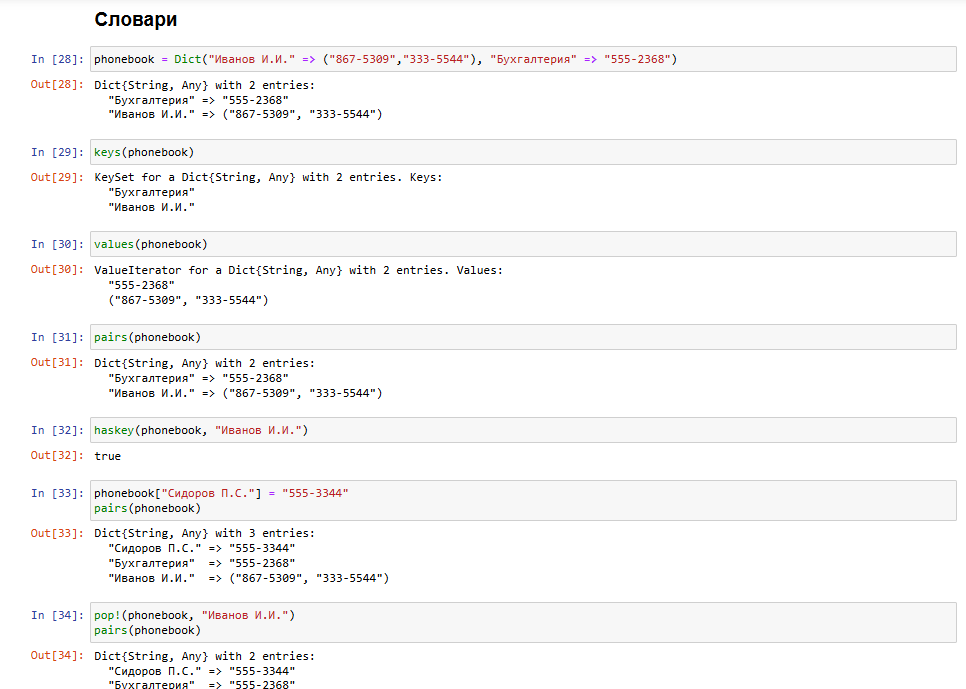 Словари
In [28]: phonebook = Dict("Иванов И.И." => ("867-5309","333-5544"), "Бухгалтерия" => "555-2368")
Out[28]: Dict{String, Any} with 2 entries:
"Бухгалтерия" => "555-2368"
"Иванов И.И." => ("867-5309", "333-5544")
In [29]: keys(phonebook)
Out[29]: KeySet for a Dict{String, Any} with 2 entries. Keys:
"Бухгалтерия"
"Иванов И.И."
In [30]: values(phonebook)
Out[30]: ValueIterator for a Dict{String, Any} with 2 entries. Values:
"555-2368"
("867-5309", "333-5544")
In [31]: pairs(phonebook)
Out[31]: Dict{String, Any} with 2 entries:
"Бухгалтерия" => "555-2368"
"Иванов И.И." => ("867-5309", "333-5544")
In [32]: haskey(phonebook, "Иванов И.И.")
Out[32]: true
In [33]: phonebook["Сидоров П.С."] = "555-3344"
pairs(phonebook)
Out[33]: Dict{String, Any} with 3 entries:
"Сидоров П.С." => "555-3344"
"Бухгалтерия"  => "555-2368"
"Иванов И.И."  => ("867-5309", "333-5544")
In [34]: pop!(phonebook, "Иванов И.И.")
pairs(phonebook)
Out[34]: Dict{String, Any} with 2 entries:
"Сидоров П.С." => "555-3344"
"Бухгалтерия"  => "555-2368"